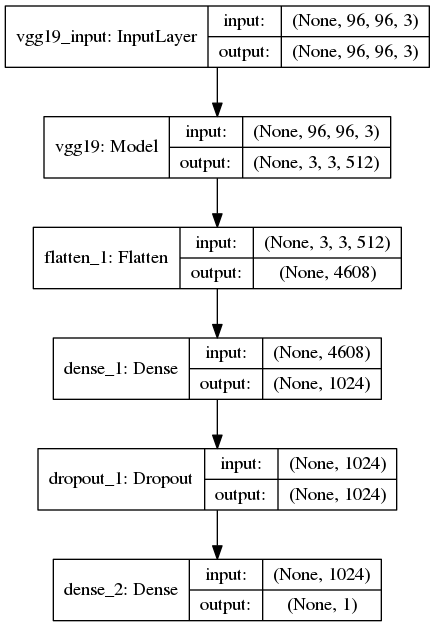 vgg19_input: InputLayer
input: (None, 96, 96, 3)
output: (None, 96, 96, 3)
vgg19: Model
input: (None, 96, 96, 3)
output: (None, 3, 3, 512)
flatten_1: Flatten
input: (None, 3, 3, 512)
output: (None, 4608)
dense_1: Dense
input: (None, 4608)
output: (None, 1024)
dropout_1: Dropout
input: (None, 1024)
output: (None, 1024)
dense_2: Dense
input: (None, 1024)
output: (None, 1)